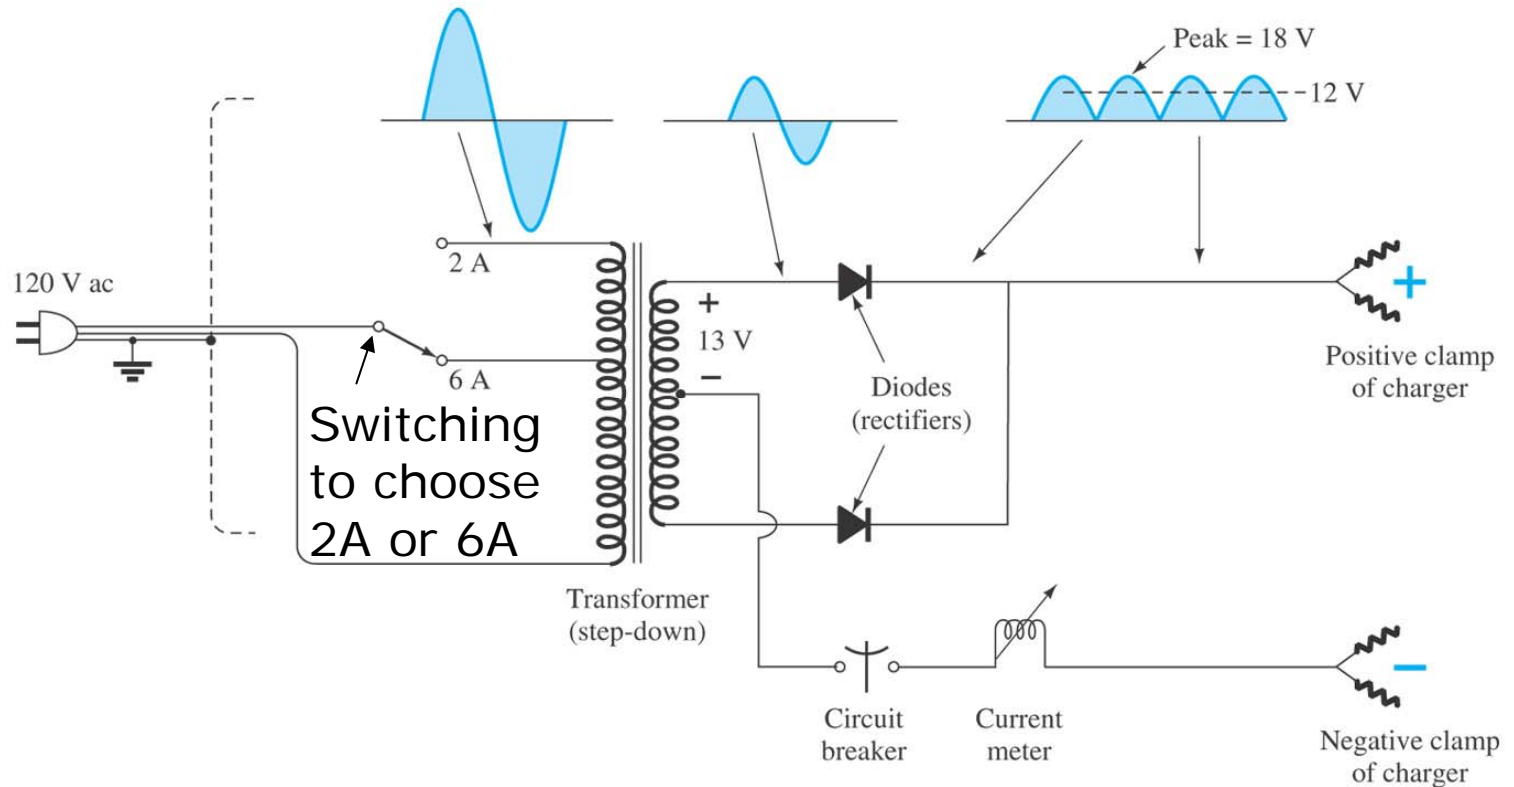 Peak = 18 V
12 V
120 V ac
2 A
6 A
Switching
to choose
2A or 6A
+
13 V
−
Diodes
(rectifiers)
Transformer
(step-down)
Circuit
breaker
Current
meter
+
Positive clamp
of charger
−
Negative clamp
of charger